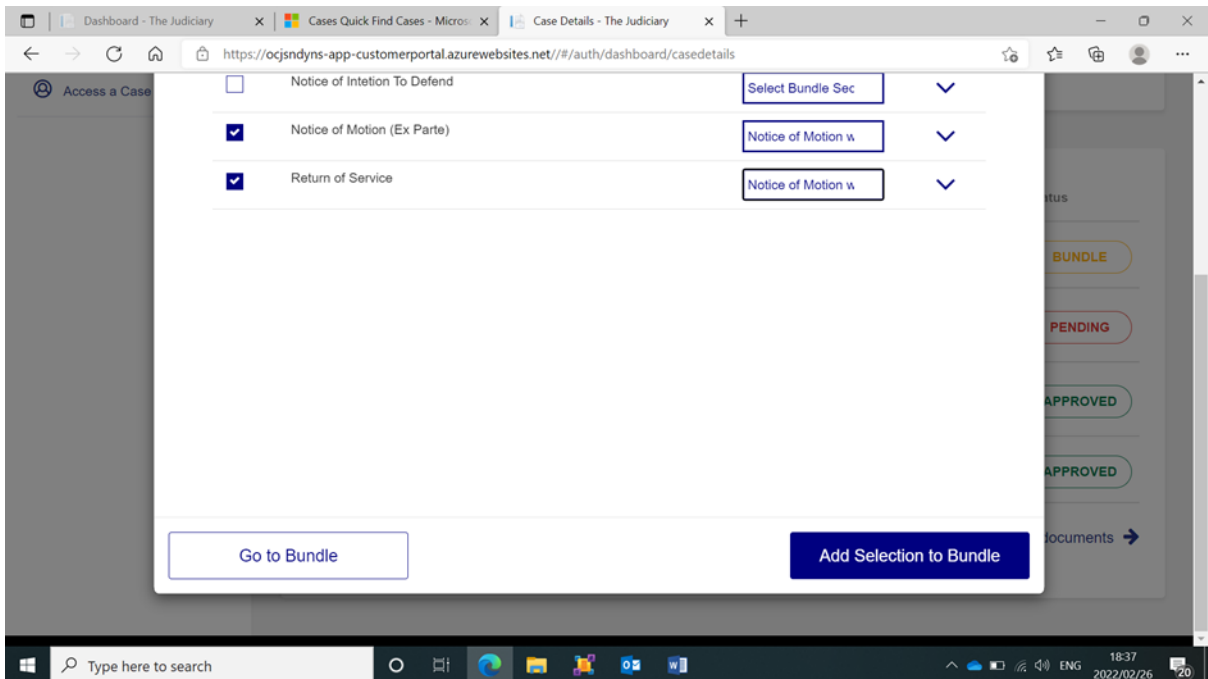 Dashboard - The Judiciary
Cases Quick Find Cases - Micros
Case Details - The Judiciary
https://ocjsndyns-app-customerportal.azurewebsites.net//#/auth/dashboard/casedetails
Access a Case
Notice of Intetion To Defend
Select Bundle Sec
Notice of Motion (Ex Parte)
Notice of Motion w
Return of Service
Notice of Motion w
tus
BUNDLE
PENDING
APPROVED
APPROVED
documents
Go to Bundle
Add Selection to Bundle
Type here to search
ENG
18:37
2022/02/26
20